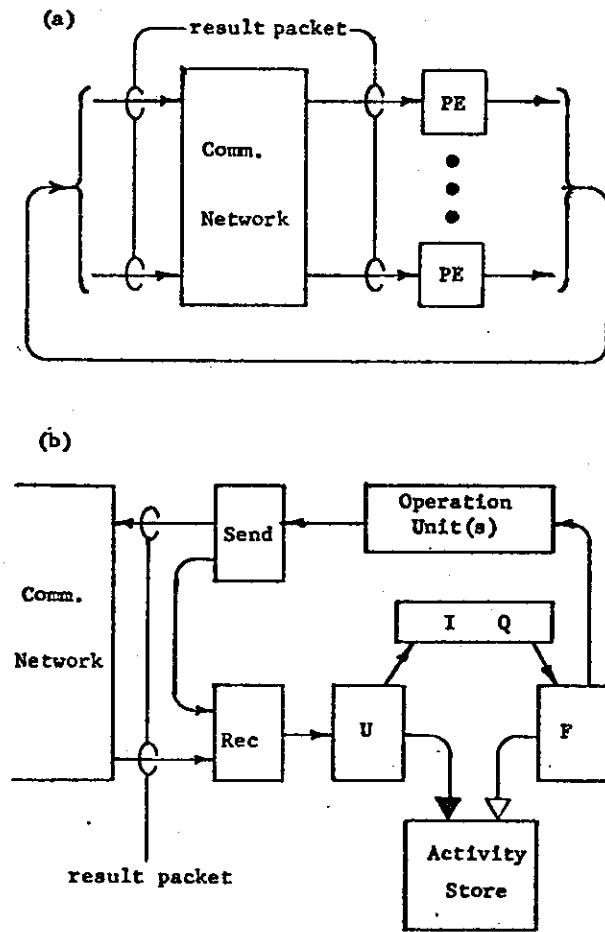 (a)
result packet
Comm.
Network
PE
PE
(b)
Operation
Unit(s)
Send
Comm.
Network
I Q
Rec
U
F
Activity
Store
result packet